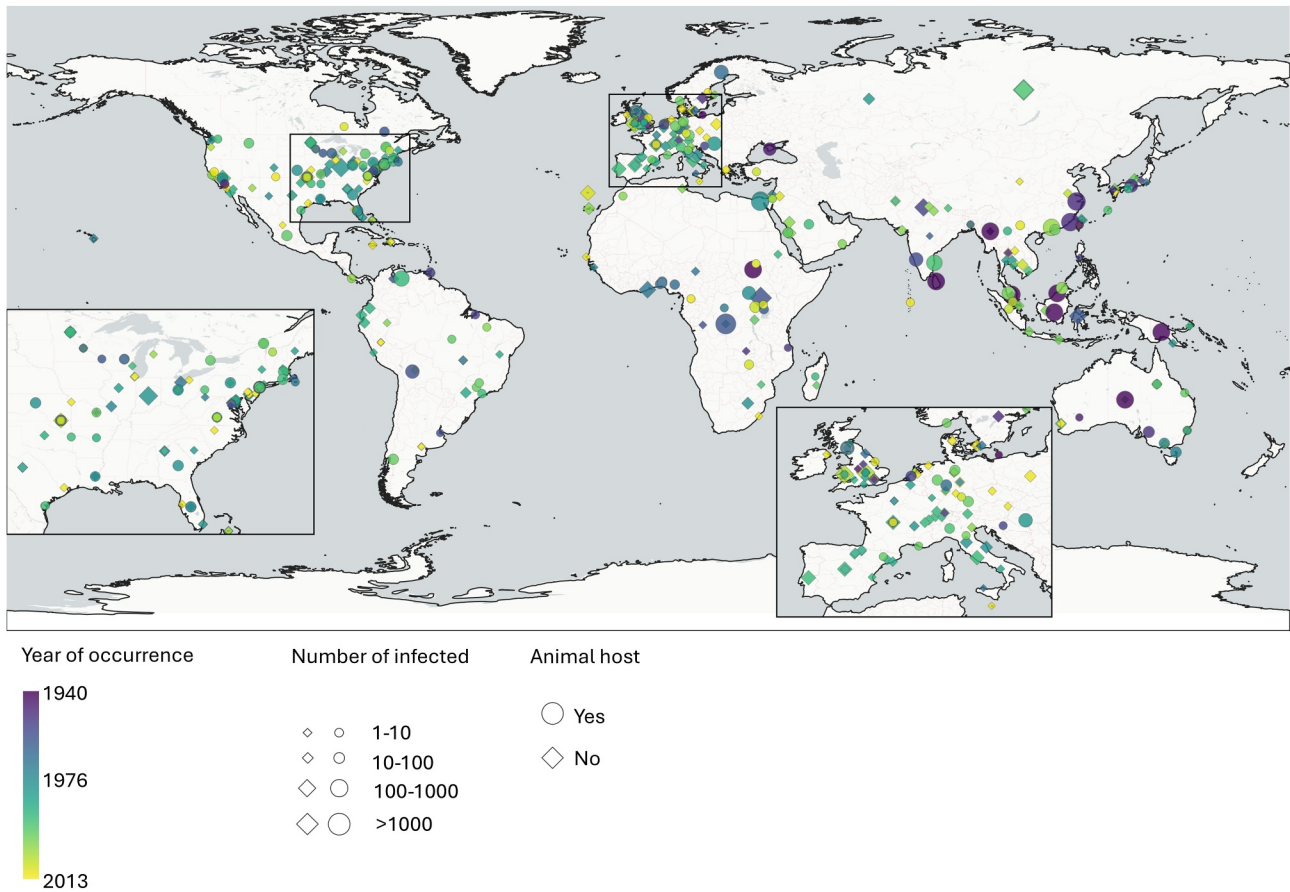 Year of occurrence
1940
1976
2013
Number of infected
1-10
10-100
100-1000
>1000
Animal host
Yes
No